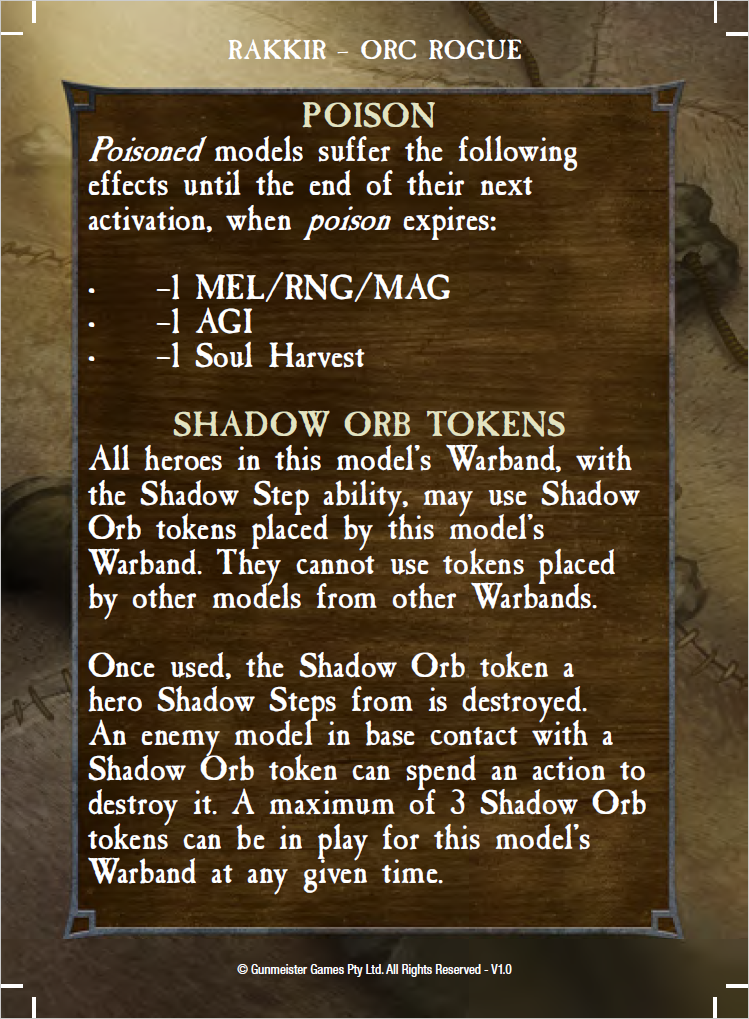 RAKKIR – ORC ROGUE
POISON
Poisoned models suffer the following
effects until the end of their next
activation, when poison expires:
• –1 MEL/RNG/MAG
• –1 AGI
• –1 Soul Harvest
SHADOW ORB TOKENS
All heroes in this model's Warband, with
the Shadow Step ability, may use Shadow
Orb tokens placed by this model's
Warband. They cannot use tokens placed
by other models from other Warbands.
Once used, the Shadow Orb token a
hero Shadow Steps from is destroyed.
An enemy model in base contact with a
Shadow Orb token can spend an action to
destroy it. A maximum of 3 Shadow Orb
tokens can be in play for this model's
Warband at any given time.
© Gunmeister Games Pty Ltd. All Rights Reserved - V1.0